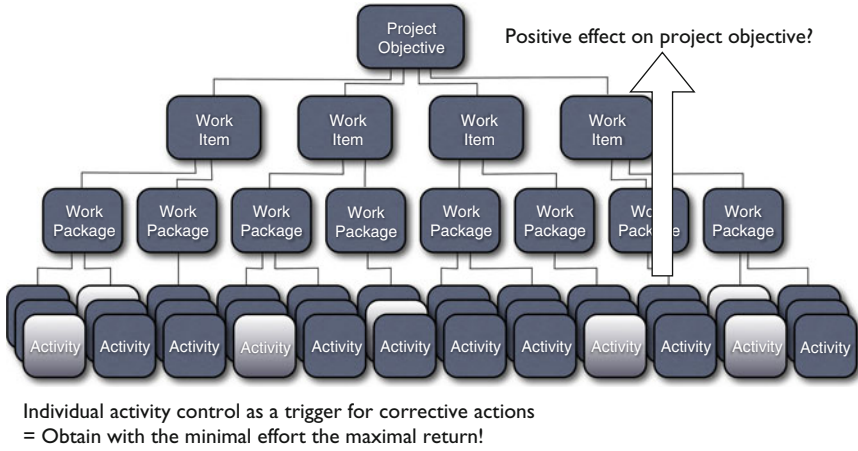 Project
Objective
Positive effect on project objective?
Work
Item
Work
Item
Work
Item
Work
Item
Work
Package
Work
Package
Work
Package
Work
Package
Work
Package
Work
Package
Work
Package
Activity
Activity
Activity
Activity
Activity
Activity
Activity
Activity
Activity
Activity
Activity
Activity
Individual activity control as a trigger for corrective actions
= Obtain with the minimal effort the maximal return!